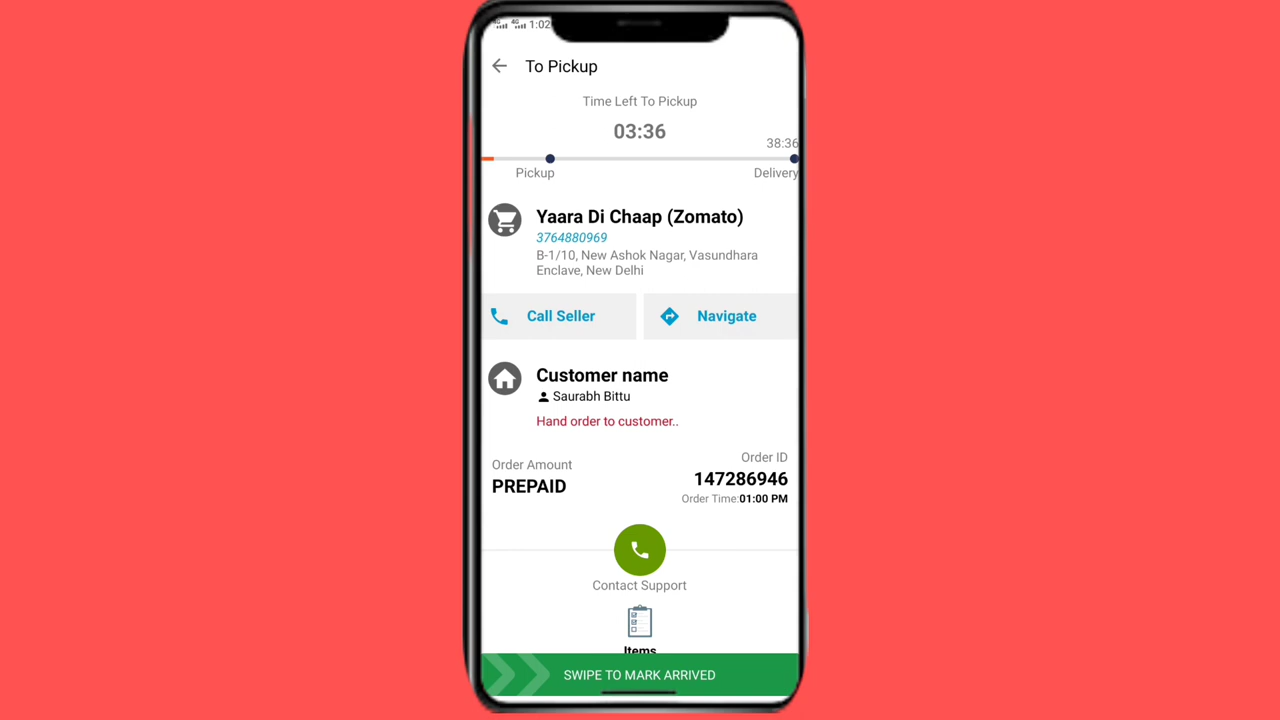 4G 4G 1:02
To Pickup
Time Left To Pickup
03:36
38:36
Pickup
Delivery
Yaara Di Chaap (Zomato)
3764880969
B-1/10, New Ashok Nagar, Vasundhara
Enclave, New Delhi
Call Seller
Navigate
Customer name
Saurabh Bittu
Hand order to customer..
Order Amount
PREPAID
Order ID
147286946
Order Time:01:00 PM
Contact Support
Items
SWIPE TO MARK ARRIVED